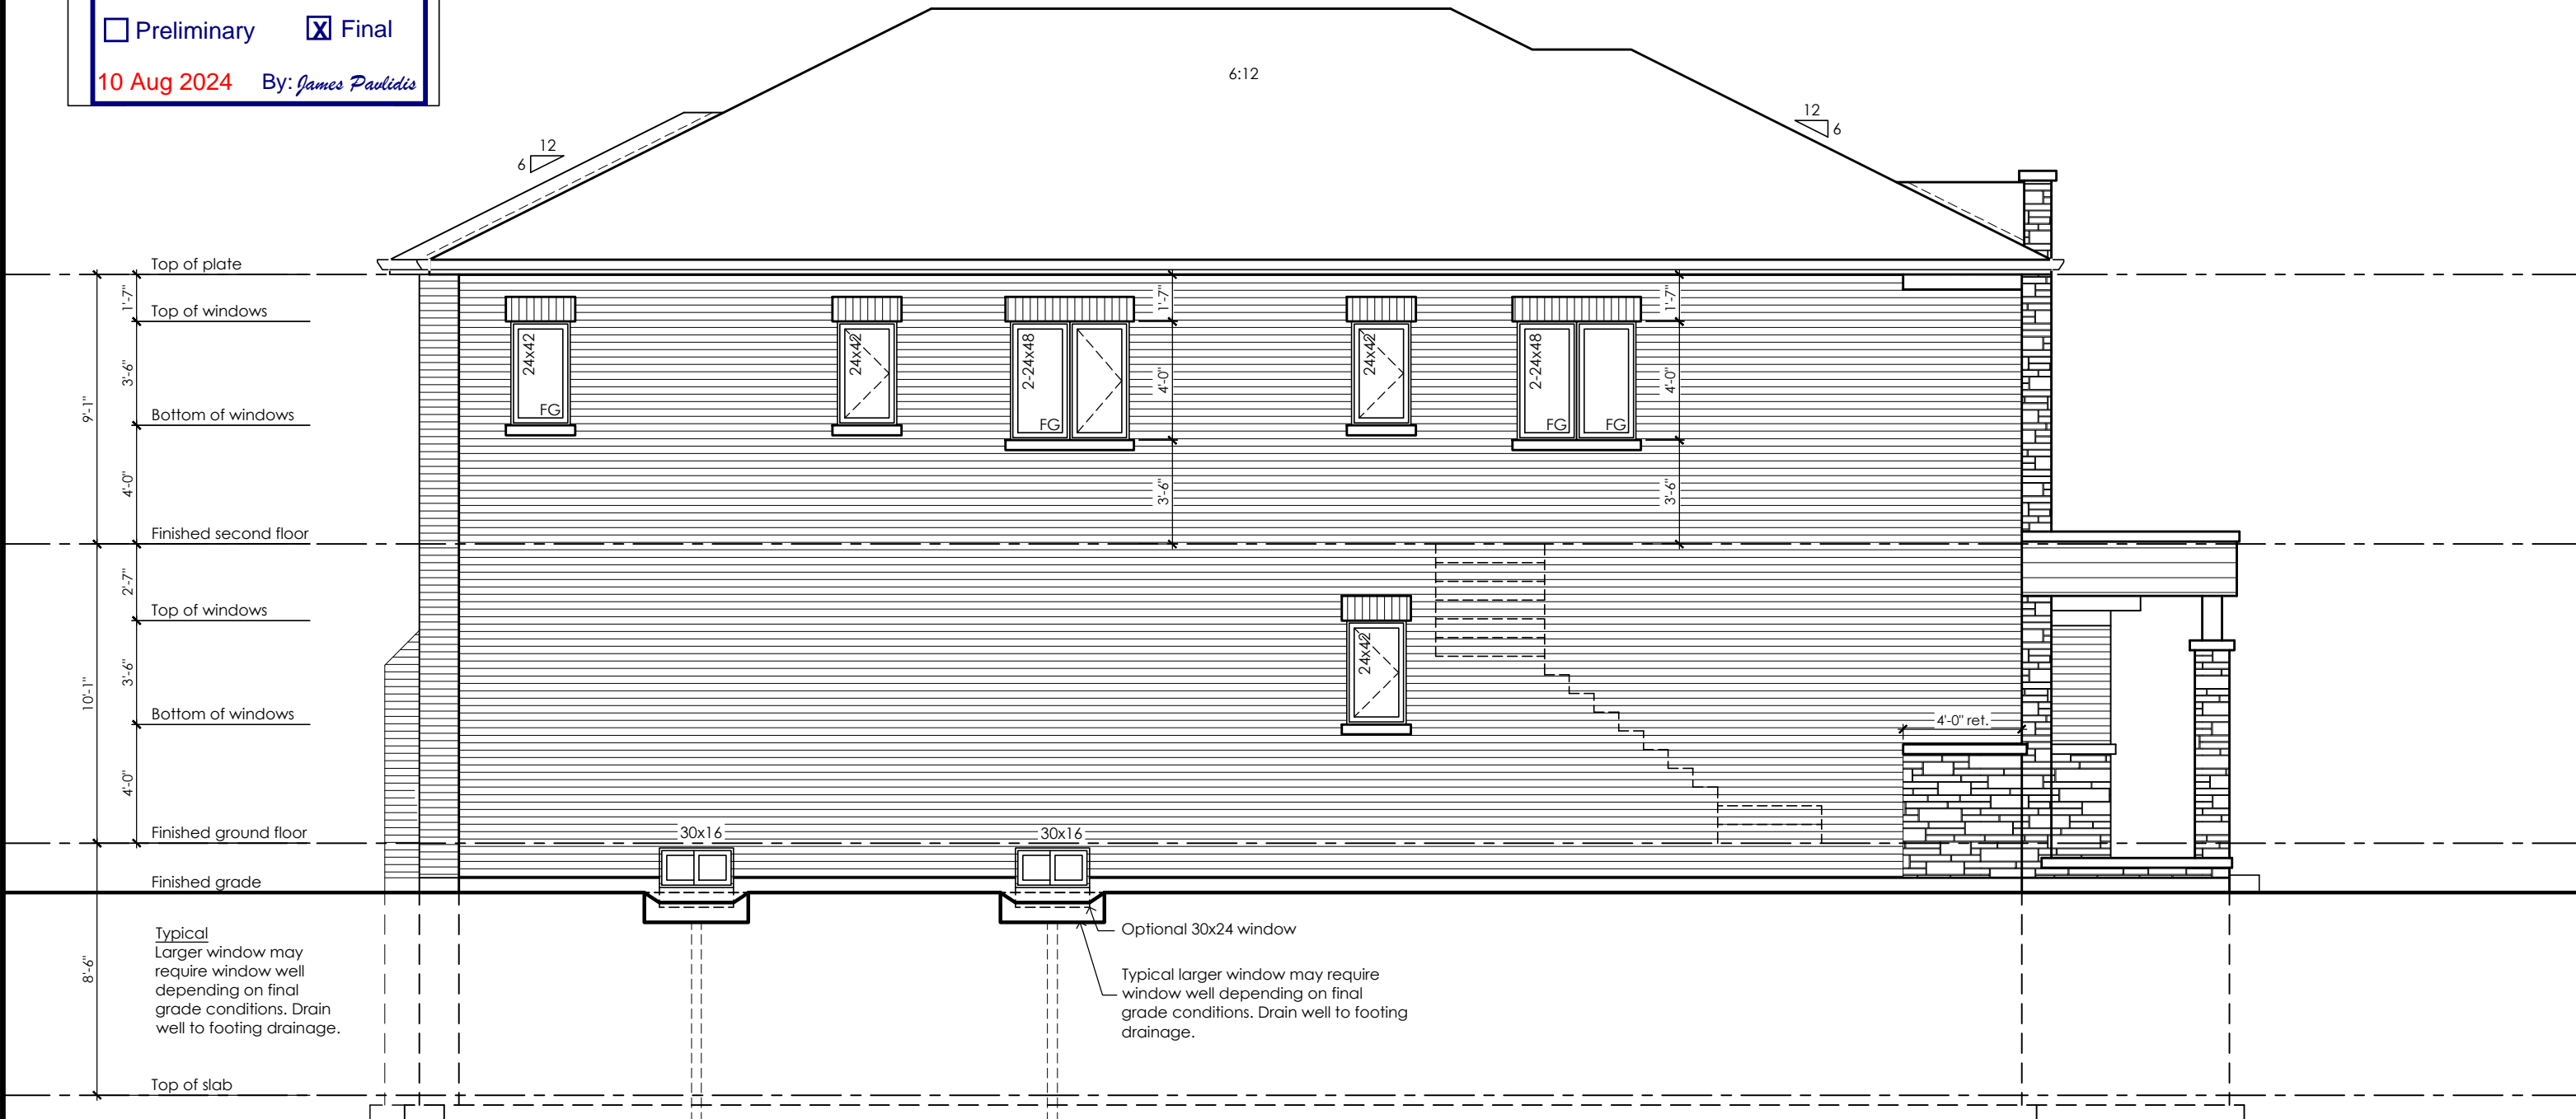 Preliminary
X Final
10 Aug 2024 By: James Pavlidis
6:12
12
6
12
6
Top of plate
1'-7"
Top of windows
3'-6"
9'-1"
Bottom of windows
4'-0"
Finished second floor
2'-7"
Top of windows
3'-6"
10'-1"
Bottom of windows
4'-0"
Finished ground floor
Finished grade
8'-6"
Top of slab
24x42
FG
24x42
2-24x48
FG
1'-7"
4'-0"
3'-6"
24x42
2-24x48
FG
FG
1'-7"
4'-0"
3'-6"
24x42
4'-0" ret.
30x16
30x16
Typical
Larger window may
require window well
depending on final
grade conditions. Drain
well to footing drainage.
Optional 30x24 window
Typical larger window may require
window well depending on final
grade conditions. Drain well to footing
drainage.